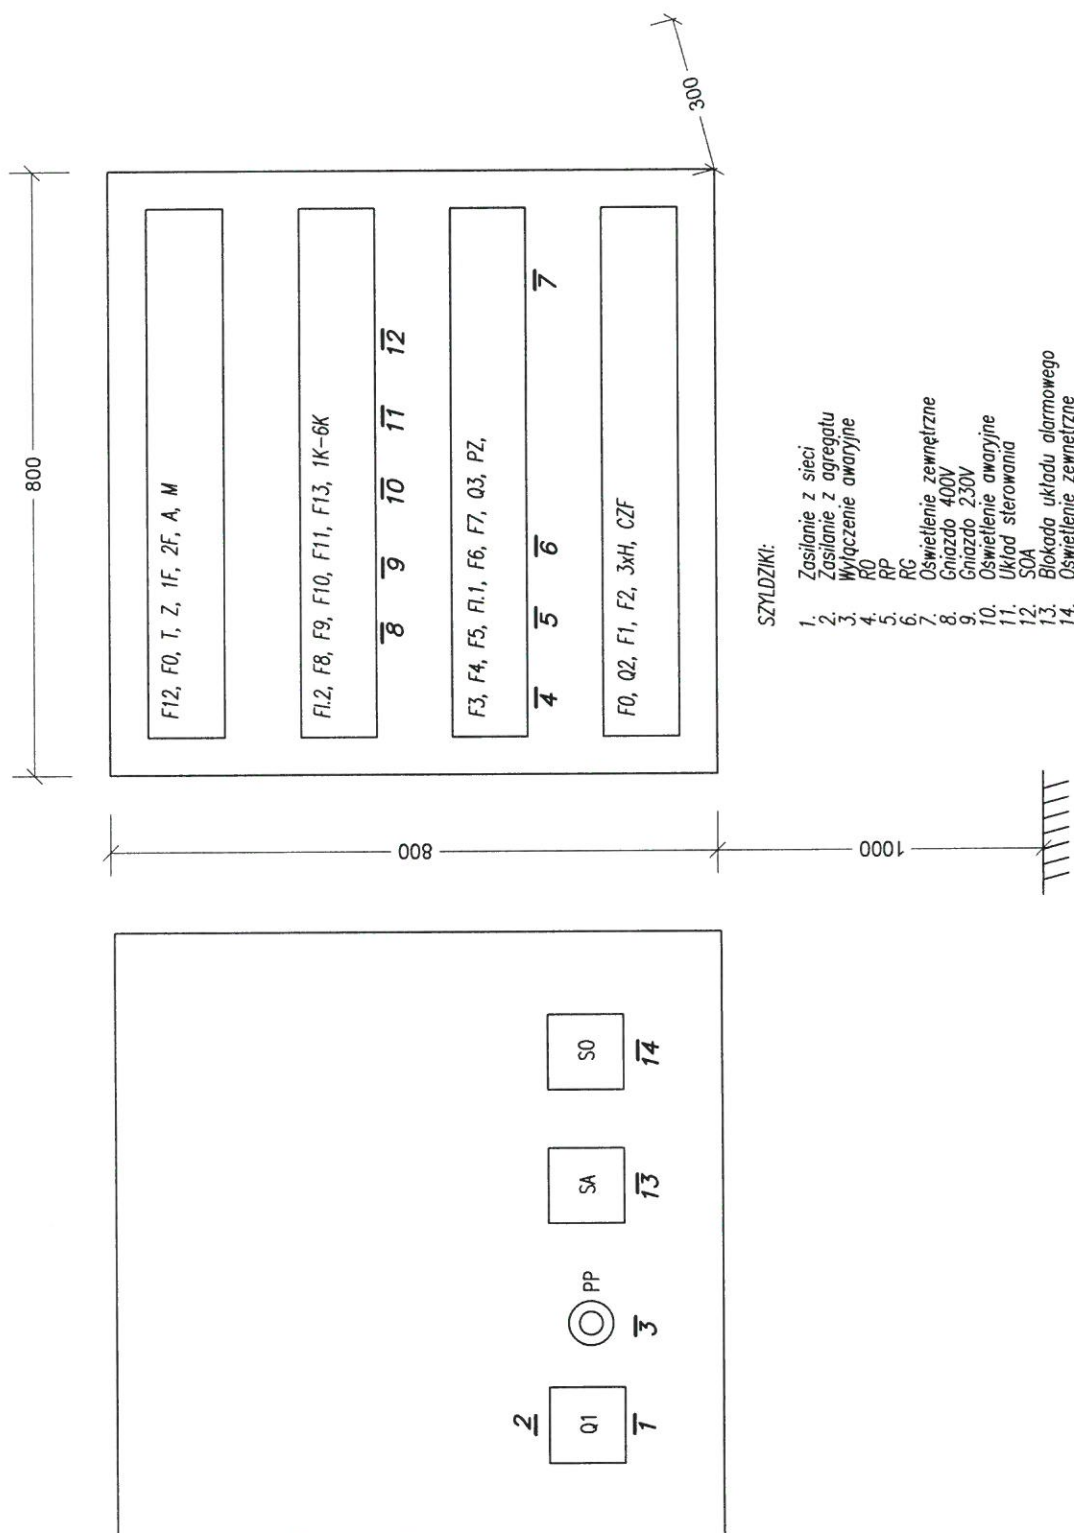 800
300
F12, F0, T, Z, 1F, 2F, A, M
FI.2, F8, F9, F10, F11, F13, 1K-6K
8 9 10 11 12
F3, F4, F5, FI.1, F6, F7, Q3, PZ,
4 5 6 7
F0, Q2, F1, F2, 3xH, CZF
800
1000
2
Q1
1
PP
3
SA
13
SO
14
SZYLDZIKI:
1. Zasilanie z sieci
2. Zasilanie z agregatu
3. Wyłączenie awaryjne
4. RO
5. RP
6. RG
7. Oświetlenie zewnętrzne
8. Gniazdo 400V
9. Gniazdo 230V
10. Oświetlenie awaryjne
11. Układ sterowania
12. SOA
13. Blokada układu alarmowego
14. Oświetlenie zewnetrzne